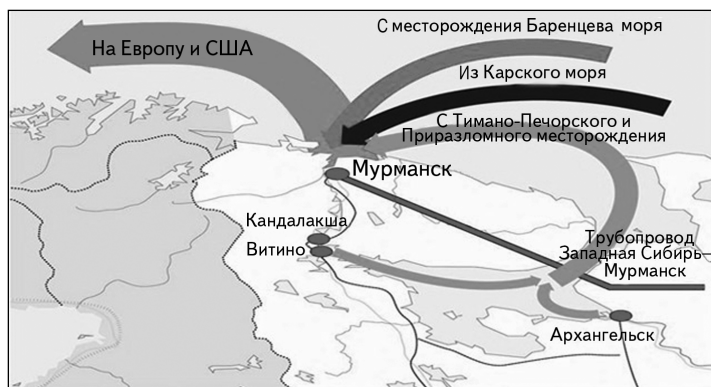 На Европу и США
С месторождения Баренцева моря
Из Карского моря
С Тимано-Печорского и
Приразломного месторождения
Мурманск
Кандалакша
Витино
Трубопровод
Западная Сибирь–
Мурманск
Архангельск